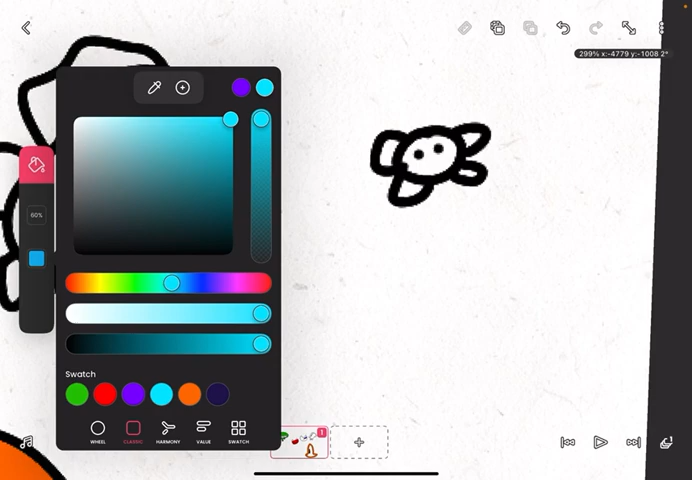 299% x:-4779 y:-1008 2°
60%
Swatch
WHEEL
CLASSIC
HARMONY
VALUE
SWATCH
1